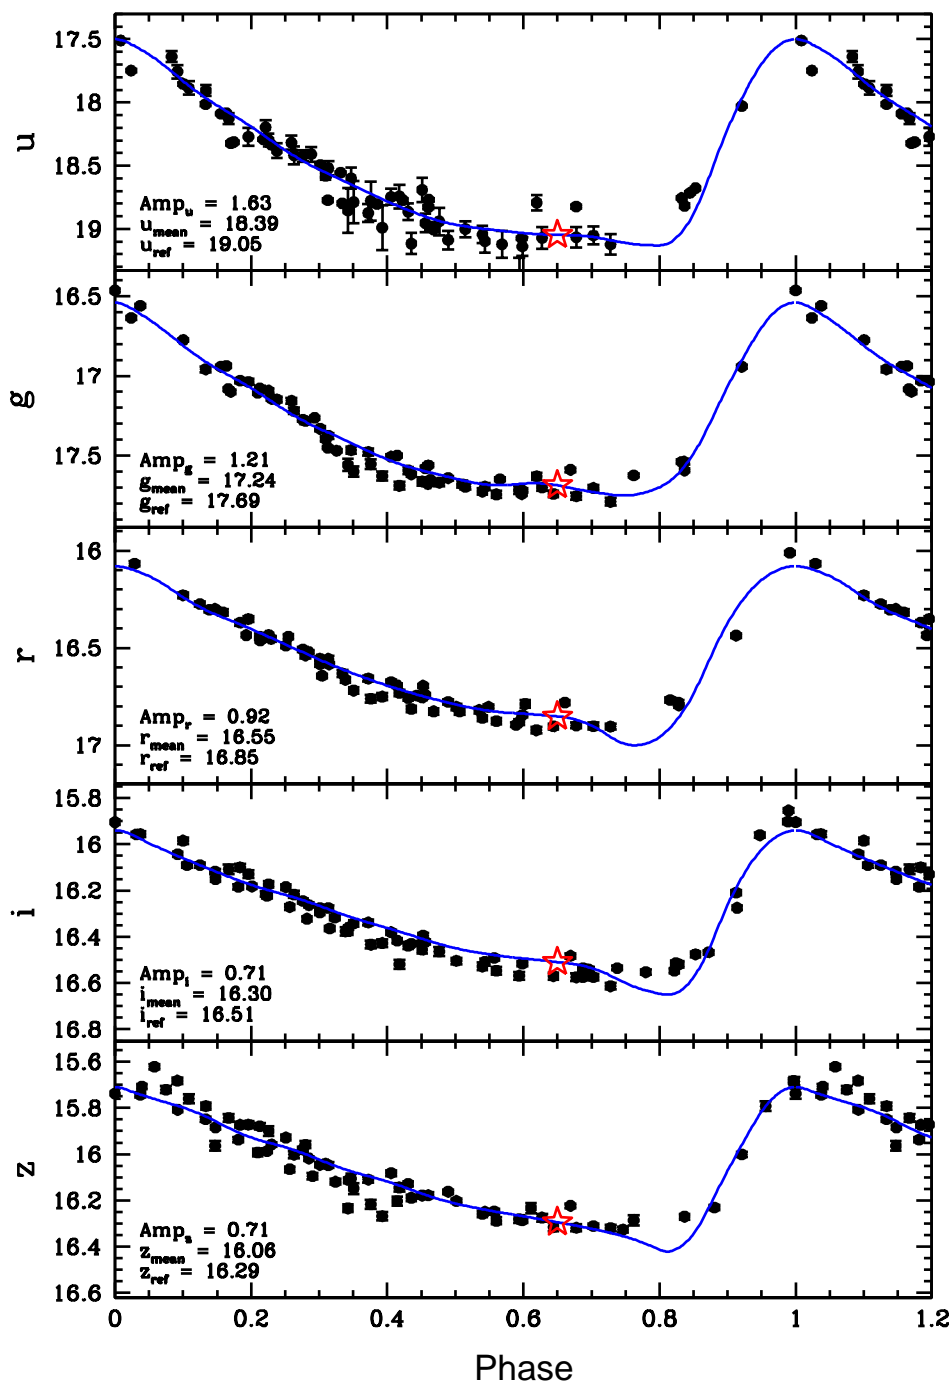 17.5
18
18.5
19
u
Amp_u = 1.63
u_mean = 18.39
u_ref = 19.05
16.5
17
17.5
g
Amp_g = 1.21
g_mean = 17.24
g_ref = 17.69
16
16.5
17
r
Amp_r = 0.92
r_mean = 16.55
r_ref = 16.85
15.8
16
16.2
16.4
16.6
16.8
i
Amp_i = 0.71
i_mean = 16.30
i_ref = 16.51
15.6
15.8
16
16.2
16.4
16.6
z
Amp_z = 0.71
z_mean = 16.06
z_ref = 16.29
0 0.2 0.4 0.6 0.8 1 1.2
Phase